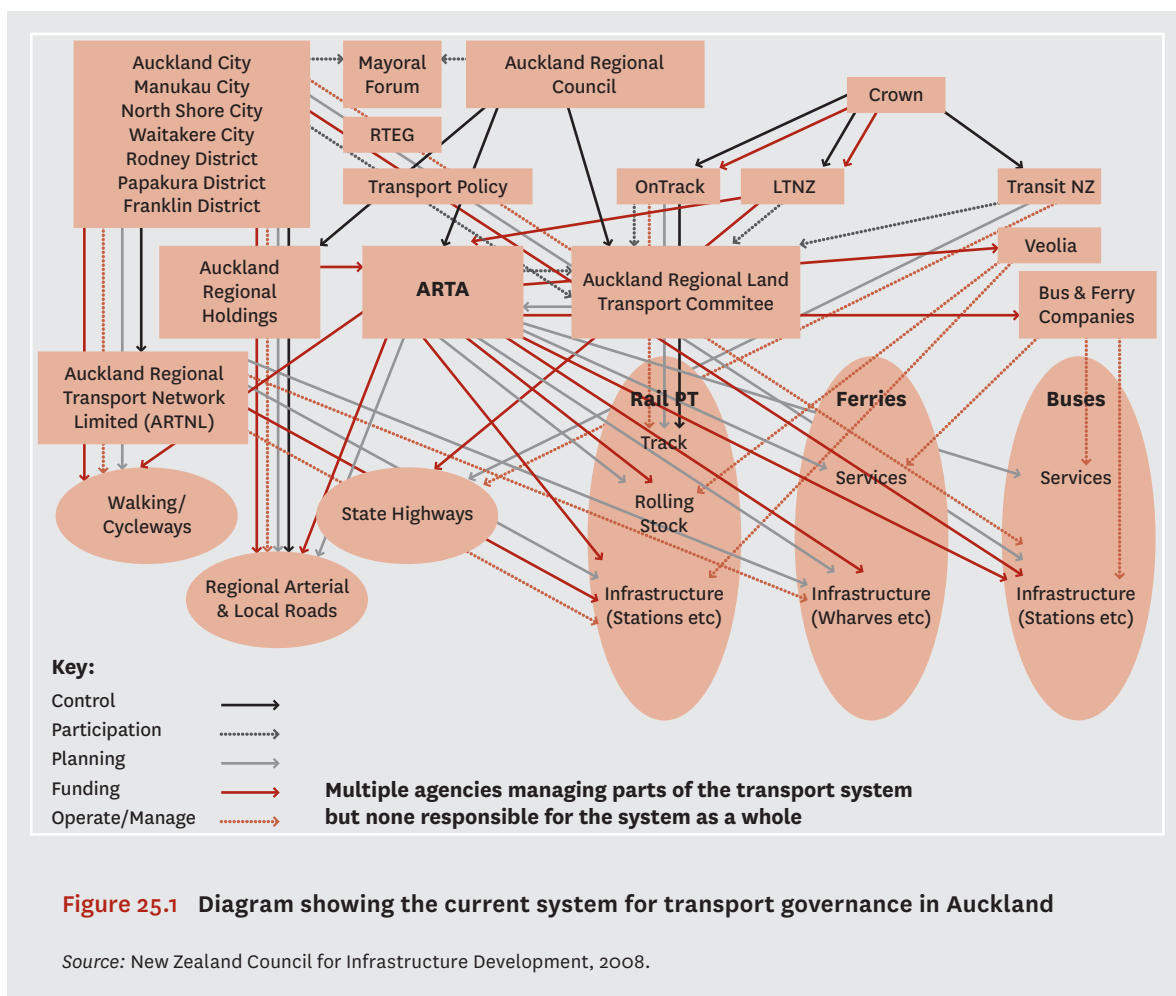 Auckland City
Manukau City
North Shore City
Waitakere City
Rodney District
Papakura District
Franklin District
Mayoral
Forum
Auckland Regional
Council
Crown
RTEG
Transport Policy
OnTrack
LTNZ
Transit NZ
Veolia
Auckland
Regional
Holdings
ARTA
Auckland Regional Land
Transport Commitee
Bus & Ferry
Companies
Auckland Regional
Transport Network
Limited (ARTNL)
Rail PT
Track
Rolling
Stock
Infrastructure
(Stations etc)
Ferries
Services
Infrastructure
(Wharves etc)
Buses
Services
Infrastructure
(Stations etc)
Walking/
Cycleways
State Highways
Regional Arterial
& Local Roads
Key:
Control
Participation
Planning
Funding
Operate/Manage
Multiple agencies managing parts of the transport system
but none responsible for the system as a whole
Figure 25.1 Diagram showing the current system for transport governance in Auckland
Source: New Zealand Council for Infrastructure Development, 2008.